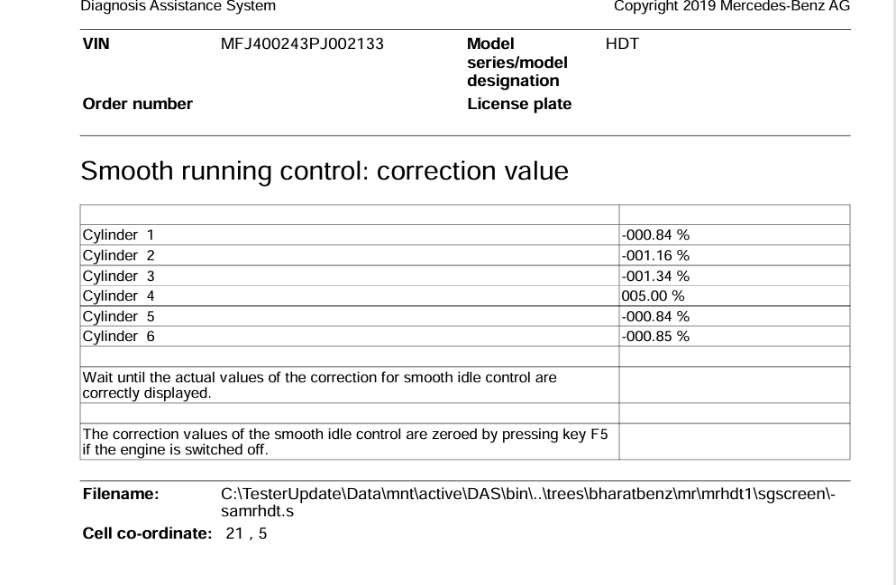 Diagnosis Assistance System Copyright 2019 Mercedes-Benz AG
VIN MFJ400243PJ002133 Model series/model designation HDT
Order number License plate
Smooth running control: correction value
Cylinder 1 -000.84 %
Cylinder 2 -001.16 %
Cylinder 3 -001.34 %
Cylinder 4 005.00 %
Cylinder 5 -000.84 %
Cylinder 6 -000.85 %
Wait until the actual values of the correction for smooth idle control are
correctly displayed.
The correction values of the smooth idle control are zeroed by pressing key F5
if the engine is switched off.
Filename: C:\TesterUpdate\Data\mnt\active\DAS\bin\..\trees\bharatbenz\mr\mrhdt1\sgscreen\-
samrhdt.s
Cell co-ordinate: 21 , 5